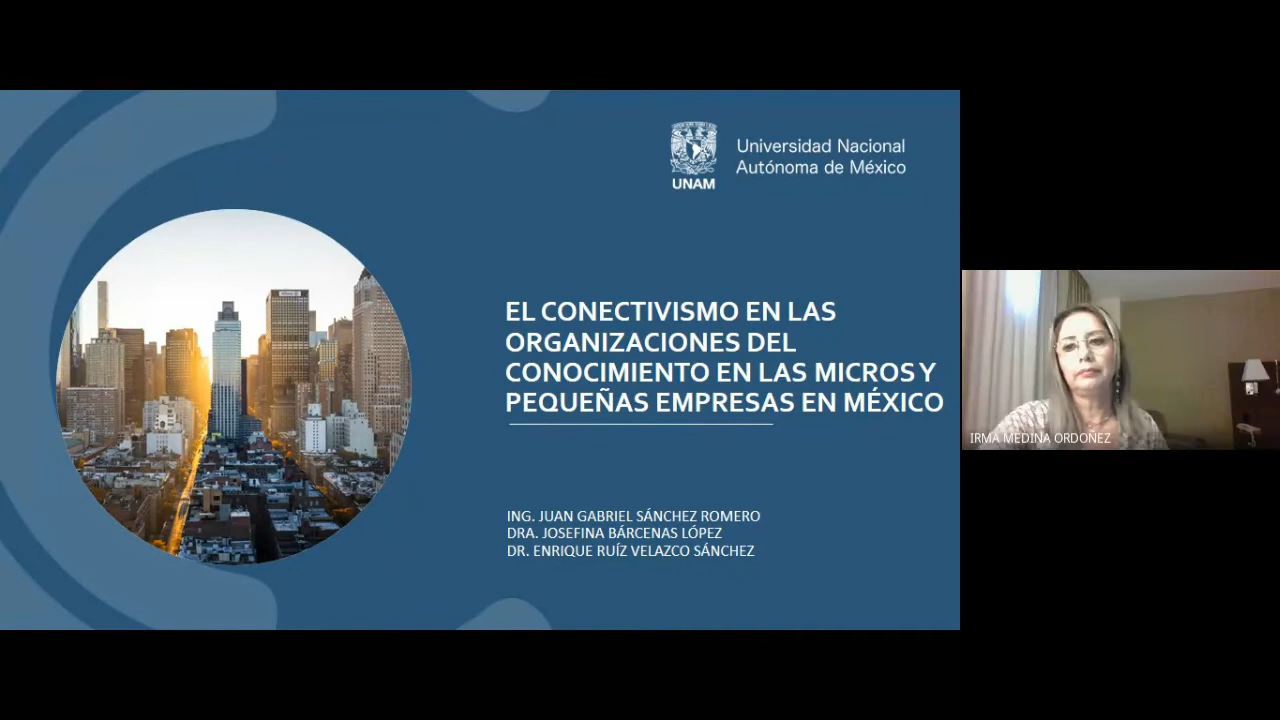 UNAM
Universidad Nacional
Autónoma de México
EL CONECTIVISMO EN LAS
ORGANIZACIONES DEL
CONOCIMIENTO EN LAS MICROS Y
PEQUEÑAS EMPRESAS EN MÉXICO
ING. JUAN GABRIEL SÁNCHEZ ROMERO
DRA. JOSEFINA BÁRCENAS LÓPEZ
DR. ENRIQUE RUÍZ VELAZCO SÁNCHEZ
IRMA MEDINA ORDOÑEZ